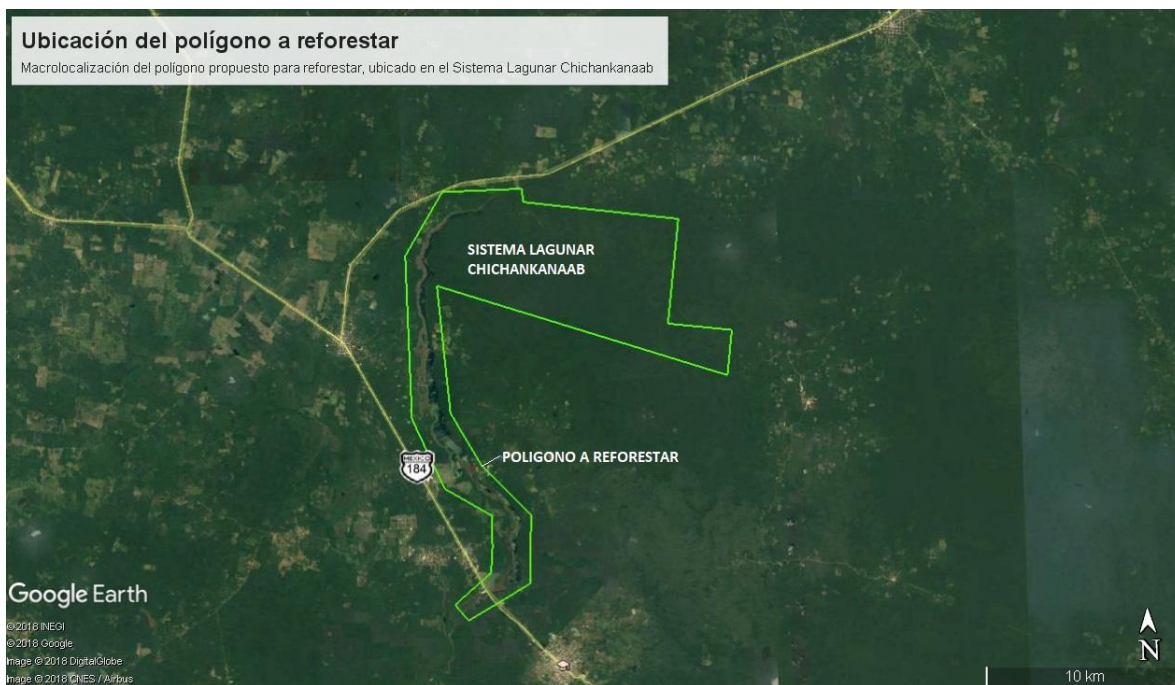 Ubicación del polígono a reforestar
Macrolocalización del polígono propuesto para reforestar, ubicado en el Sistema Lagunar Chichankanaab
SISTEMA LAGUNAR
CHICHANKANAAB
POLIGONO A REFORESTAR
MEXICO
184
Google Earth
© 2018 INEGI
© 2018 Google
Image © 2018 DigitalGlobe
Image © 2018 CNES / Airbus
N
10 km